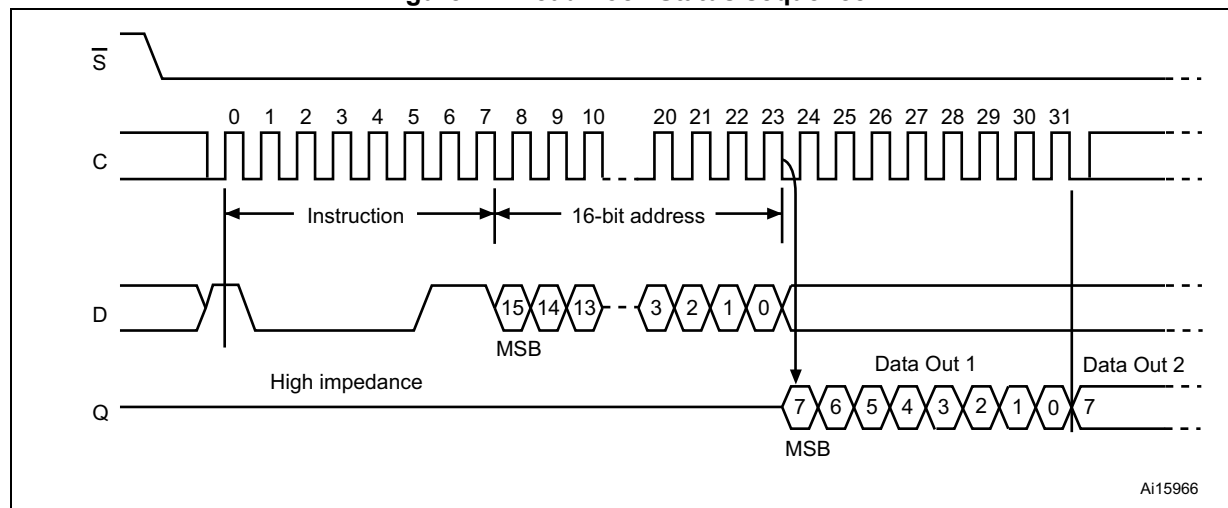 S
0 1 2 3 4 5 6 7 8 9 10 20 21 22 23 24 25 26 27 28 29 30 31
C
Instruction 16-bit address
D 15 14 13 3 2 1 0
MSB
Data Out 1 Data Out 2
High impedance
Q 7 6 5 4 3 2 1 0 7
MSB
Ai15966